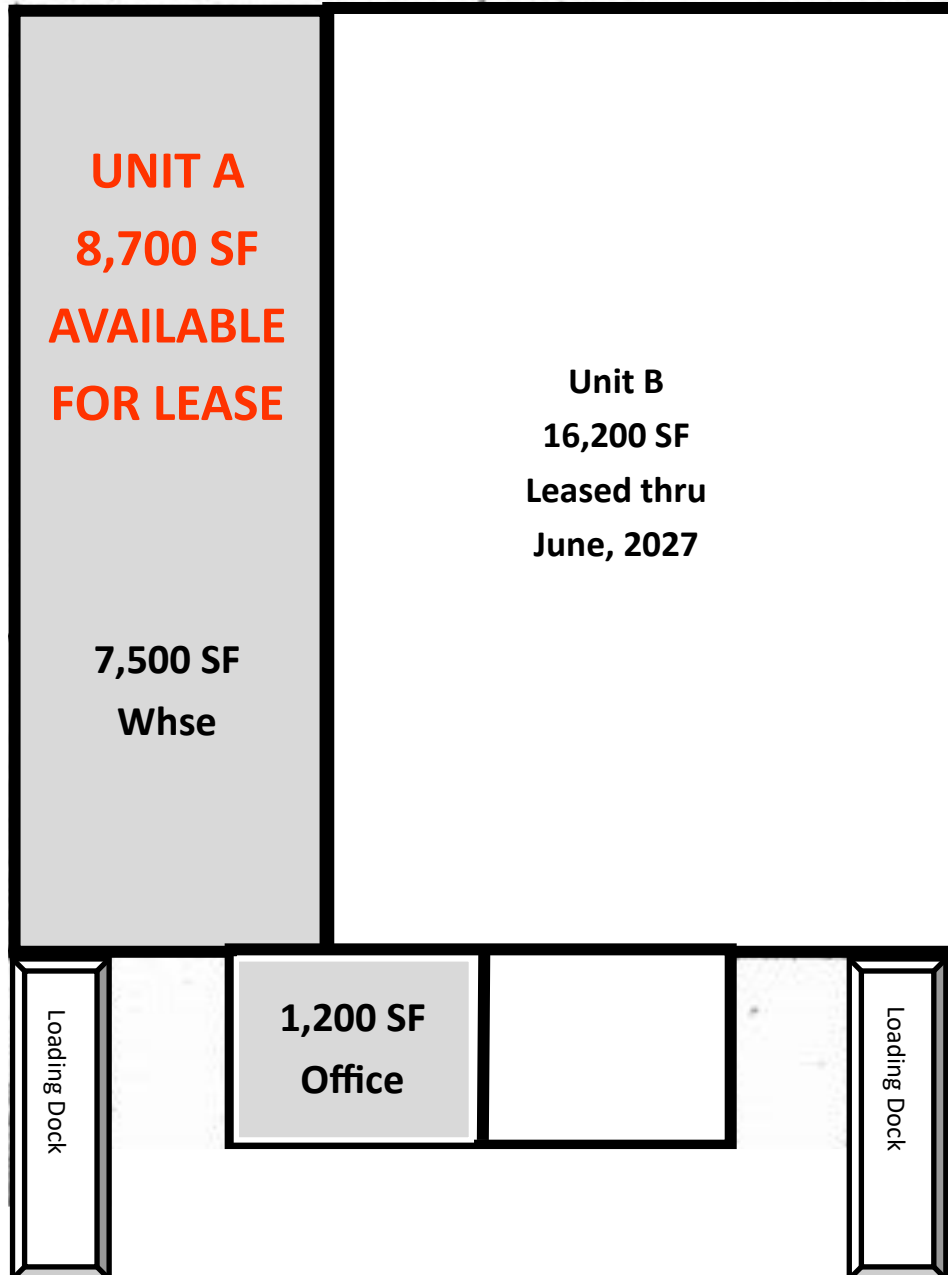 UNIT A
8,700 SF
AVAILABLE
FOR LEASE
7,500 SF
Whse
Unit B
16,200 SF
Leased thru
June, 2027
1,200 SF
Office
Loading Dock
Loading Dock